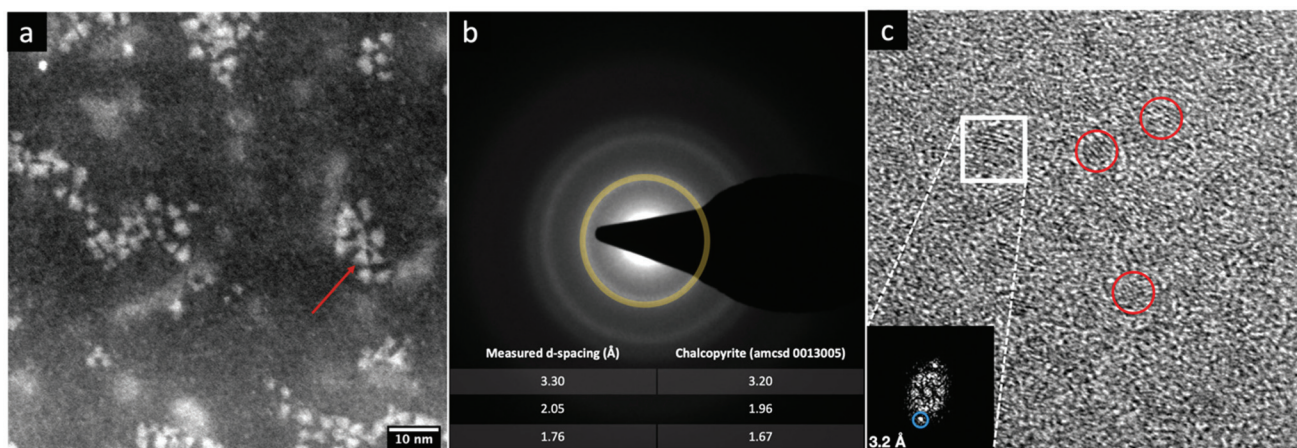 a
b
c
10 nm
Measured d-spacing (Å) Chalcopyrite (amcsd 0013005)
3.30 3.20
2.05 1.96
1.76 1.67
3.2 Å